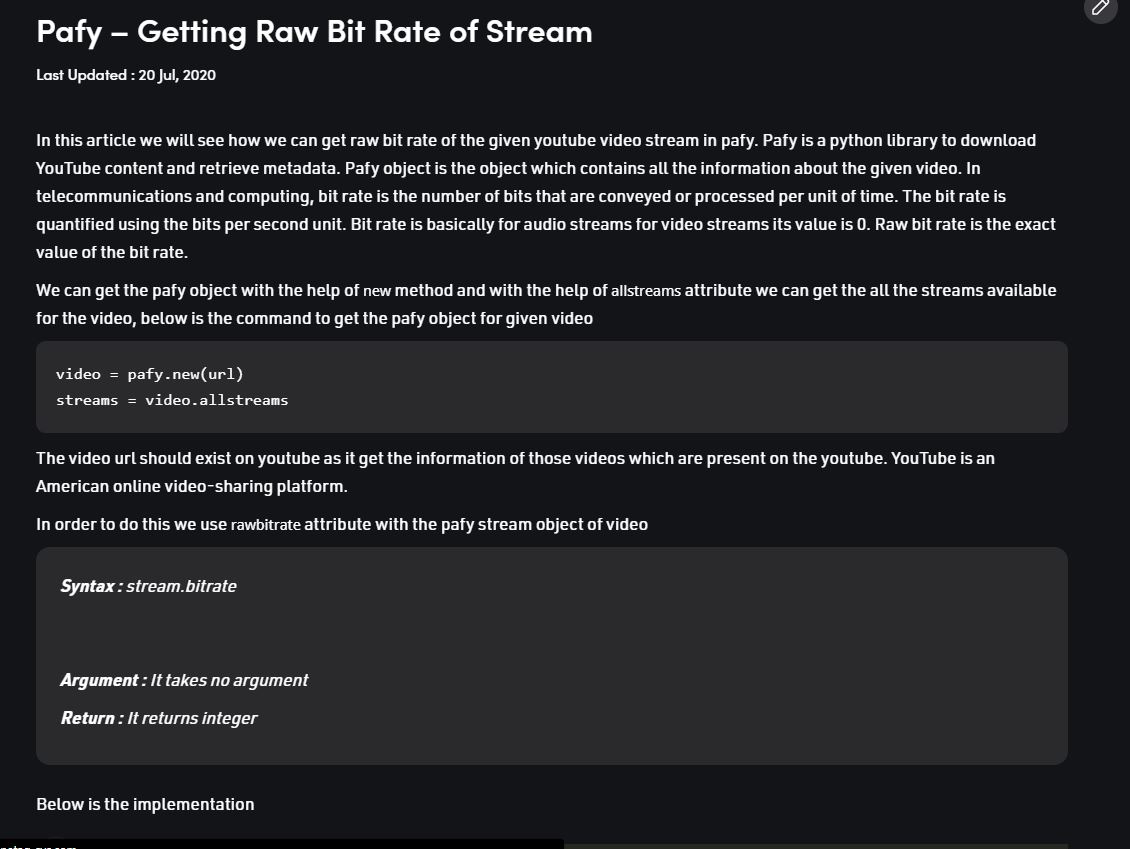 Pafy – Getting Raw Bit Rate of Stream
Last Updated : 20 Jul, 2020
In this article we will see how we can get raw bit rate of the given youtube video stream in pafy. Pafy is a python library to download
YouTube content and retrieve metadata. Pafy object is the object which contains all the information about the given video. In
telecommunications and computing, bit rate is the number of bits that are conveyed or processed per unit of time. The bit rate is
quantified using the bits per second unit. Bit rate is basically for audio streams for video streams its value is 0. Raw bit rate is the exact
value of the bit rate.
We can get the pafy object with the help of new method and with the help of allstreams attribute we can get the all the streams available
for the video, below is the command to get the pafy object for given video
video = pafy.new(url)
streams = video.allstreams
The video url should exist on youtube as it get the information of those videos which are present on the youtube. YouTube is an
American online video-sharing platform.
In order to do this we use rawbitrate attribute with the pafy stream object of video
Syntax : stream.bitrate
Argument : It takes no argument
Return : It returns integer
Below is the implementation